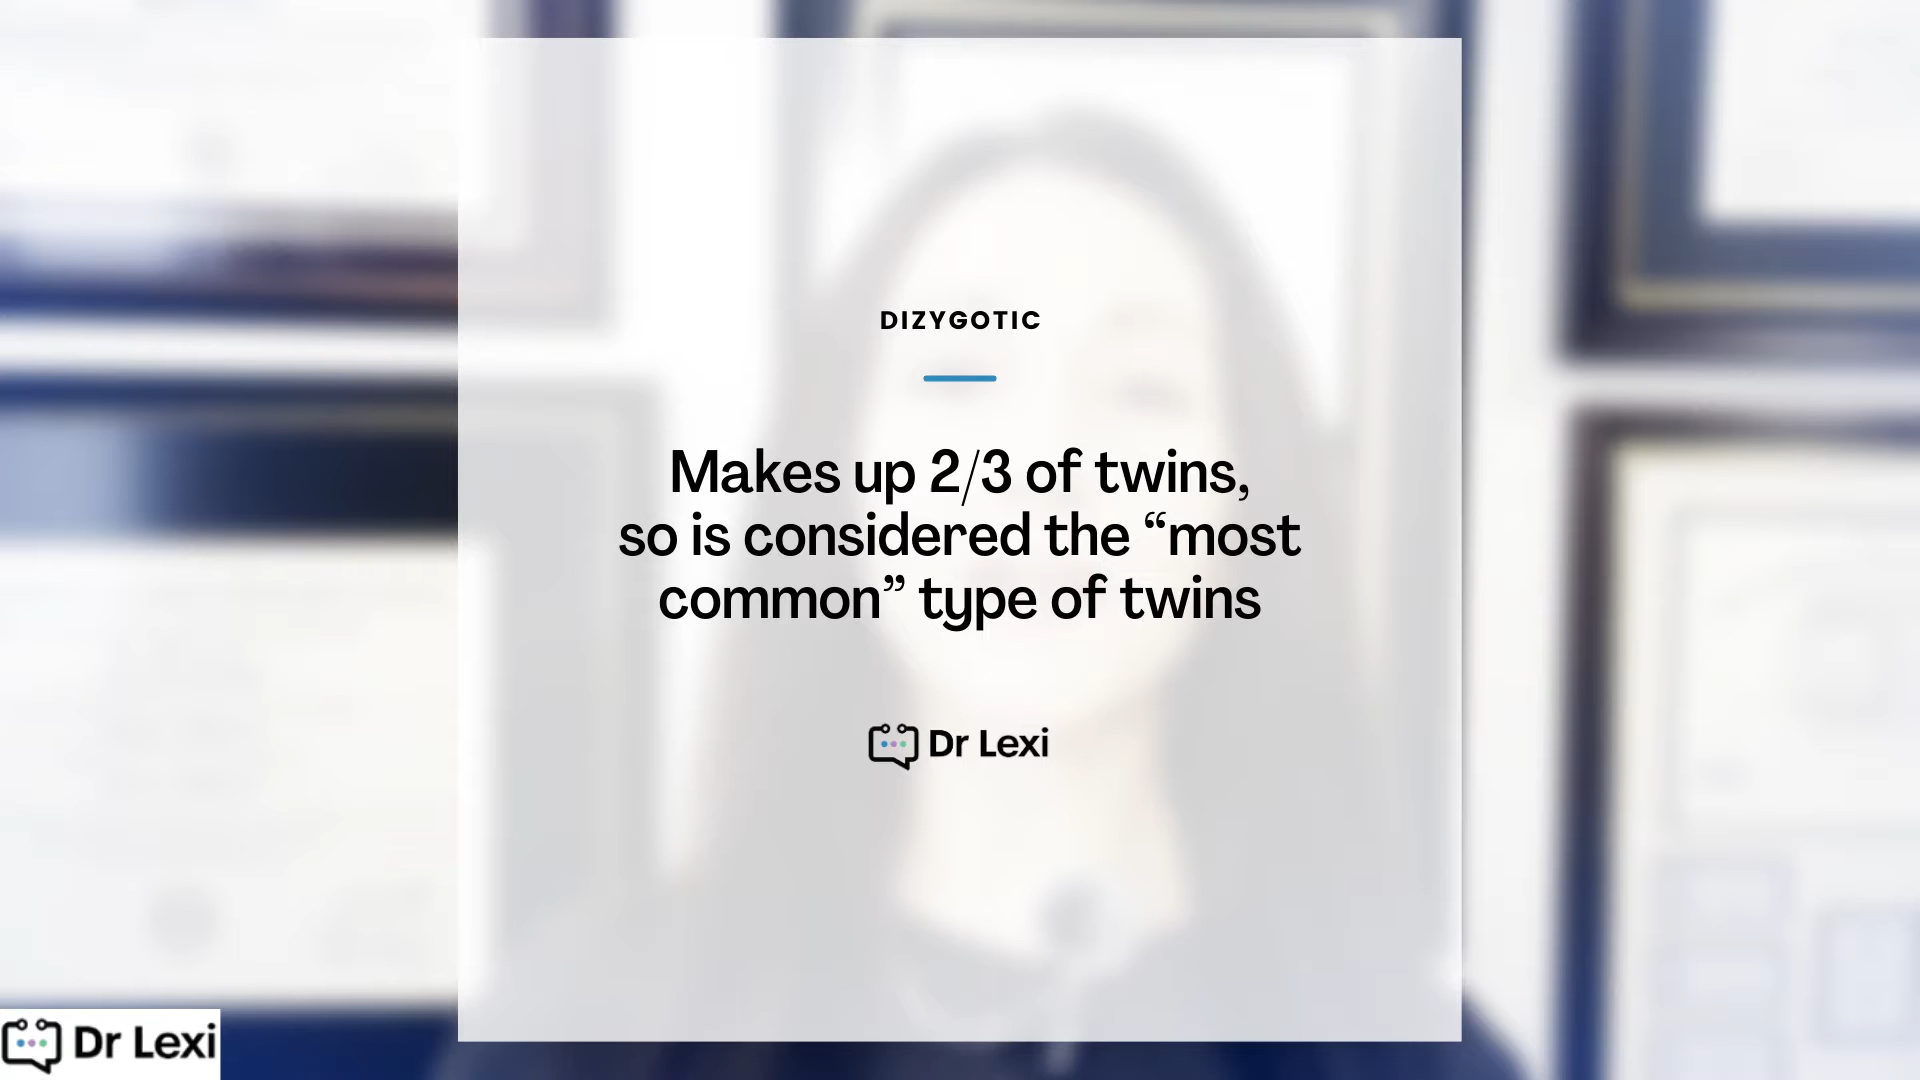 DIZYGOTIC
Makes up 2/3 of twins,
so is considered the “most
common” type of twins
Dr Lexi
Dr Lexi